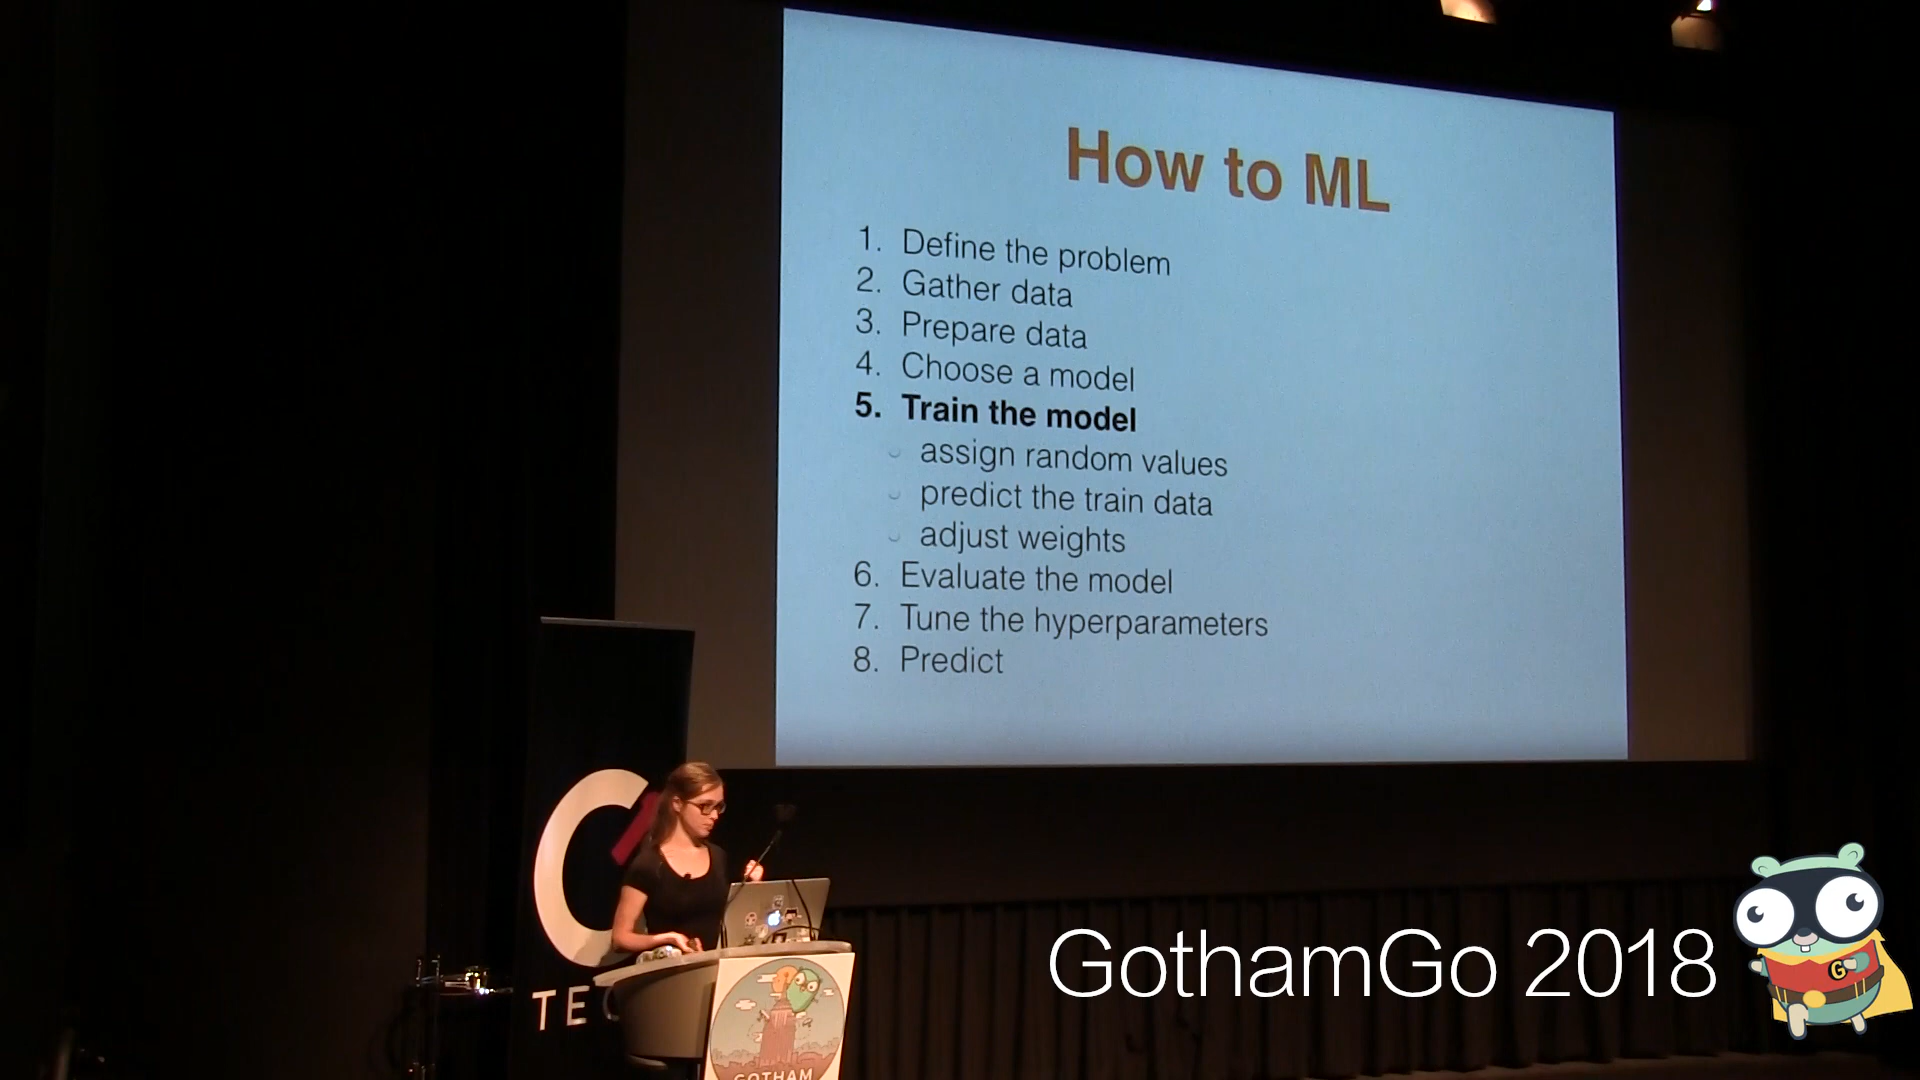 How to ML
1. Define the problem
2. Gather data
3. Prepare data
4. Choose a model
5. Train the model
assign random values
predict the train data
adjust weights
6. Evaluate the model
7. Tune the hyperparameters
8. Predict
TE
GothamGo 2018
G
GOTHAM